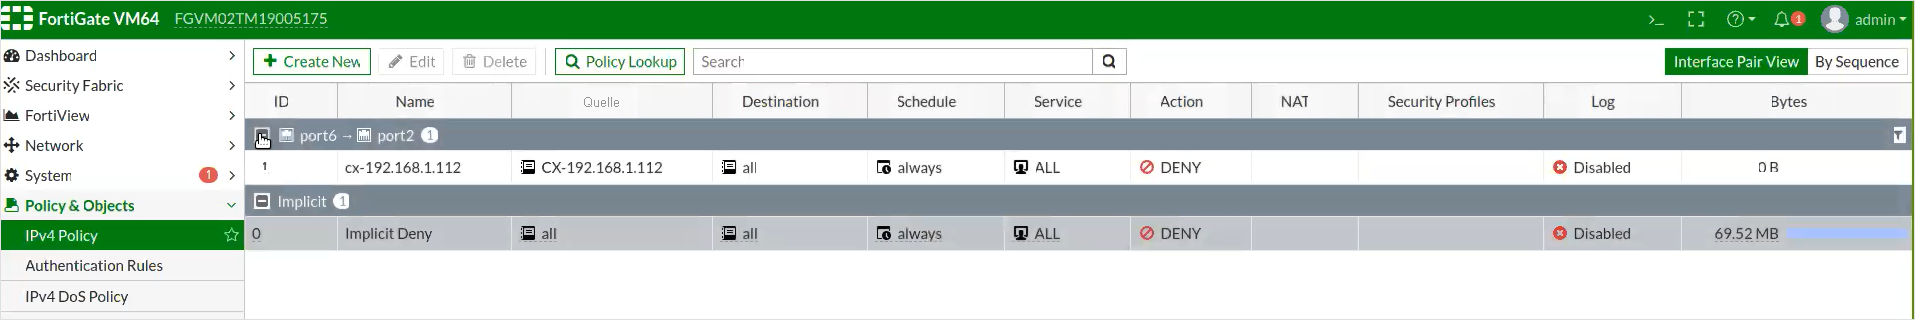 FortiGate VM64 FGVM02TM19005175 >_ 1 admin
Dashboard
Security Fabric
FortiView
Network
System 1
Policy & Objects
IPv4 Policy
Authentication Rules
IPv4 DoS Policy
+ Create New Edit Delete Policy Lookup Search Interface Pair View By Sequence
ID Name Quelle Destination Schedule Service Action NAT Security Profiles Log Bytes
port6 → port2 1
1 cx-192.168.1.112 CX-192.168.1.112 all always ALL DENY Disabled 0 B
Implicit 1
0 Implicit Deny all all always ALL DENY Disabled 69.52 MB